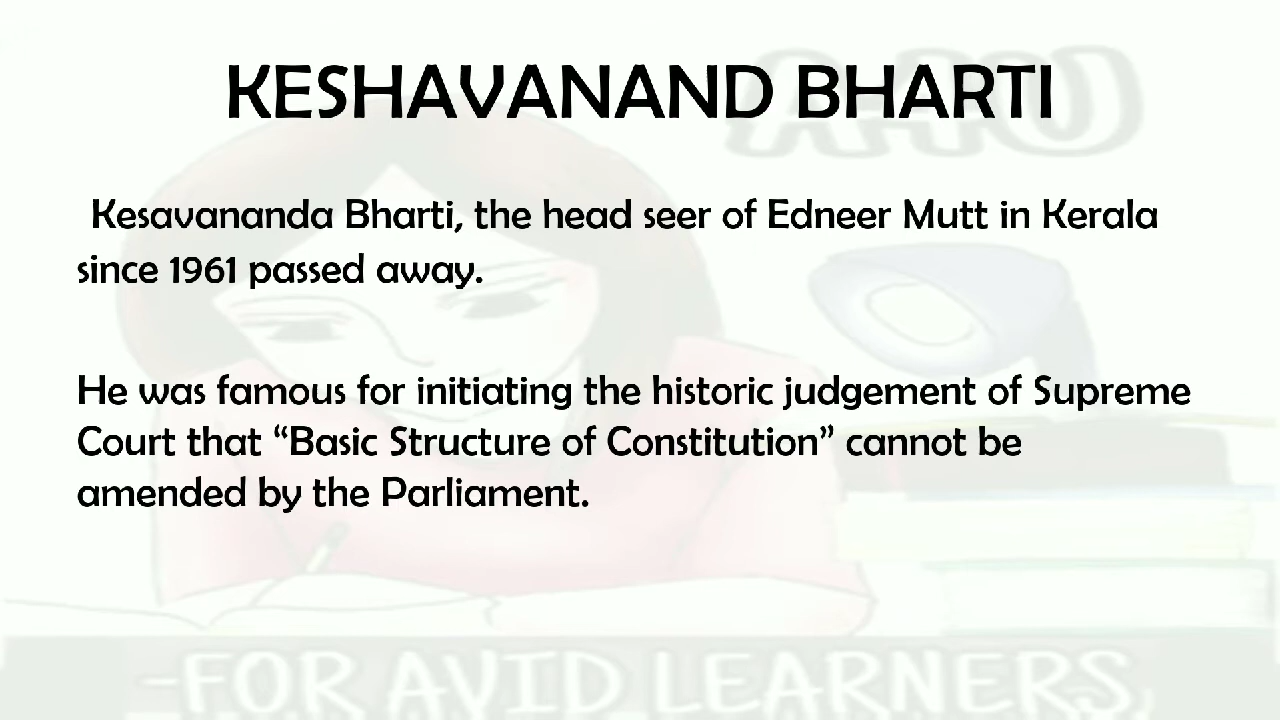 KESHAVANAND BHARTI
Kesavananda Bharti, the head seer of Edneer Mutt in Kerala
since 1961 passed away.
He was famous for initiating the historic judgement of Supreme
Court that “Basic Structure of Constitution” cannot be
amended by the Parliament.
-FOR AVID LEARNERS